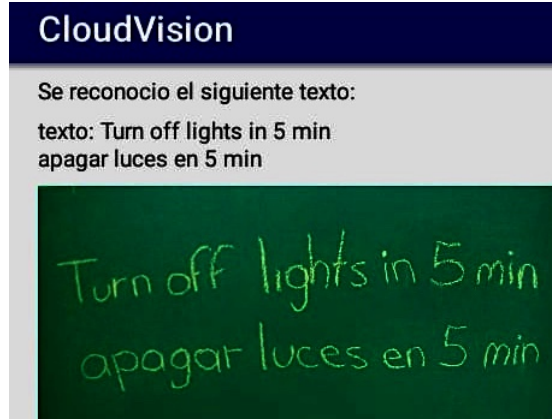 CloudVision
Se reconocio el siguiente texto:
texto: Turn off lights in 5 min
apagar luces en 5 min
Turn off lights in 5 min
apagar luces en 5 min